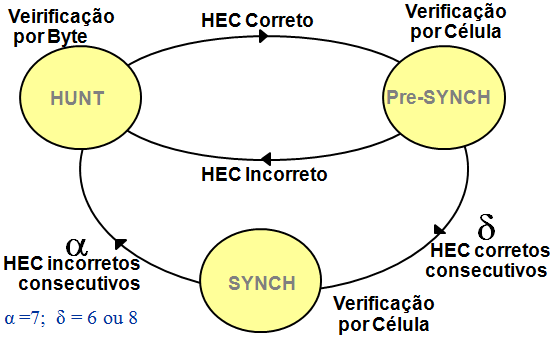 Veirificação
por Byte
HEC Correto
Verificação
por Célula
HUNT
Pre-SYNCH
HEC Incorreto
α
HEC incorretos
consecutivos
δ
HEC corretos
consecutivos
SYNCH
Verificação
por Célula
α =7; δ = 6 ou 8